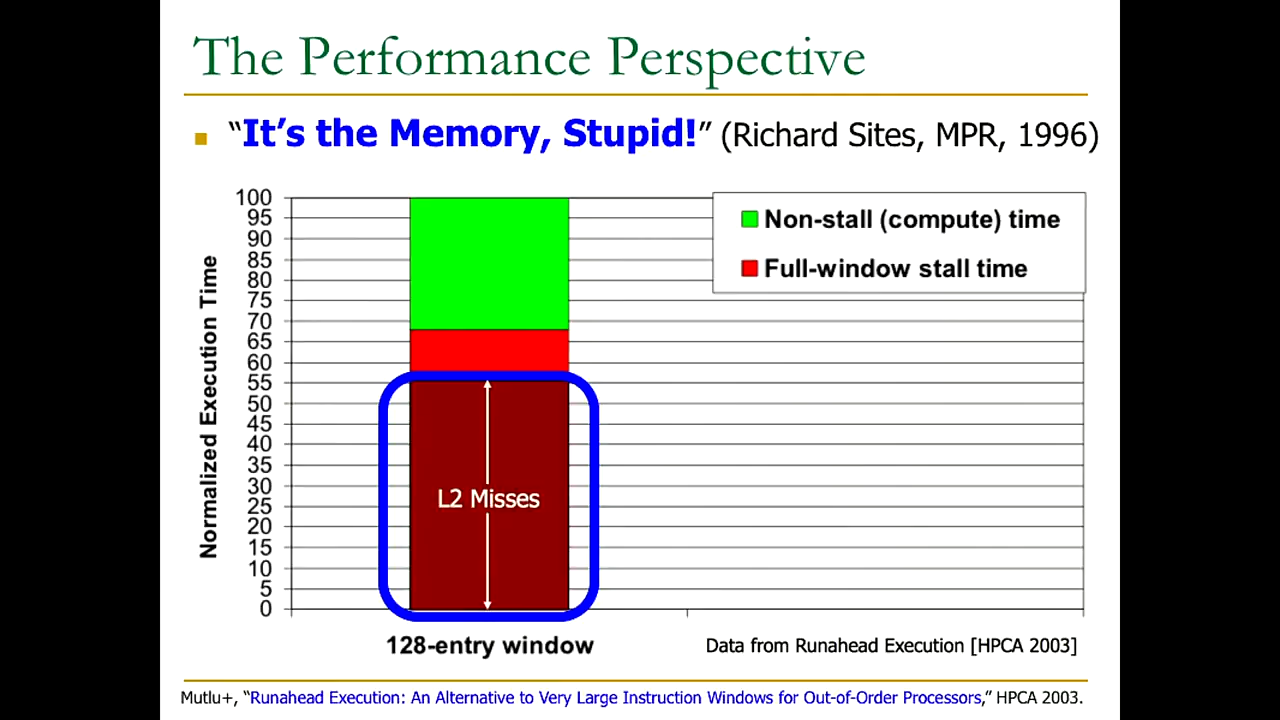 The Performance Perspective
“It’s the Memory, Stupid!” (Richard Sites, MPR, 1996)
Normalized Execution Time
100
95
90
85
80
75
70
65
60
55
50
45
40
35
30
25
20
15
10
5
0
Non-stall (compute) time
Full-window stall time
L2 Misses
128-entry window
Data from Runahead Execution [HPCA 2003]
Mutlu+, “Runahead Execution: An Alternative to Very Large Instruction Windows for Out-of-Order Processors,” HPCA 2003.